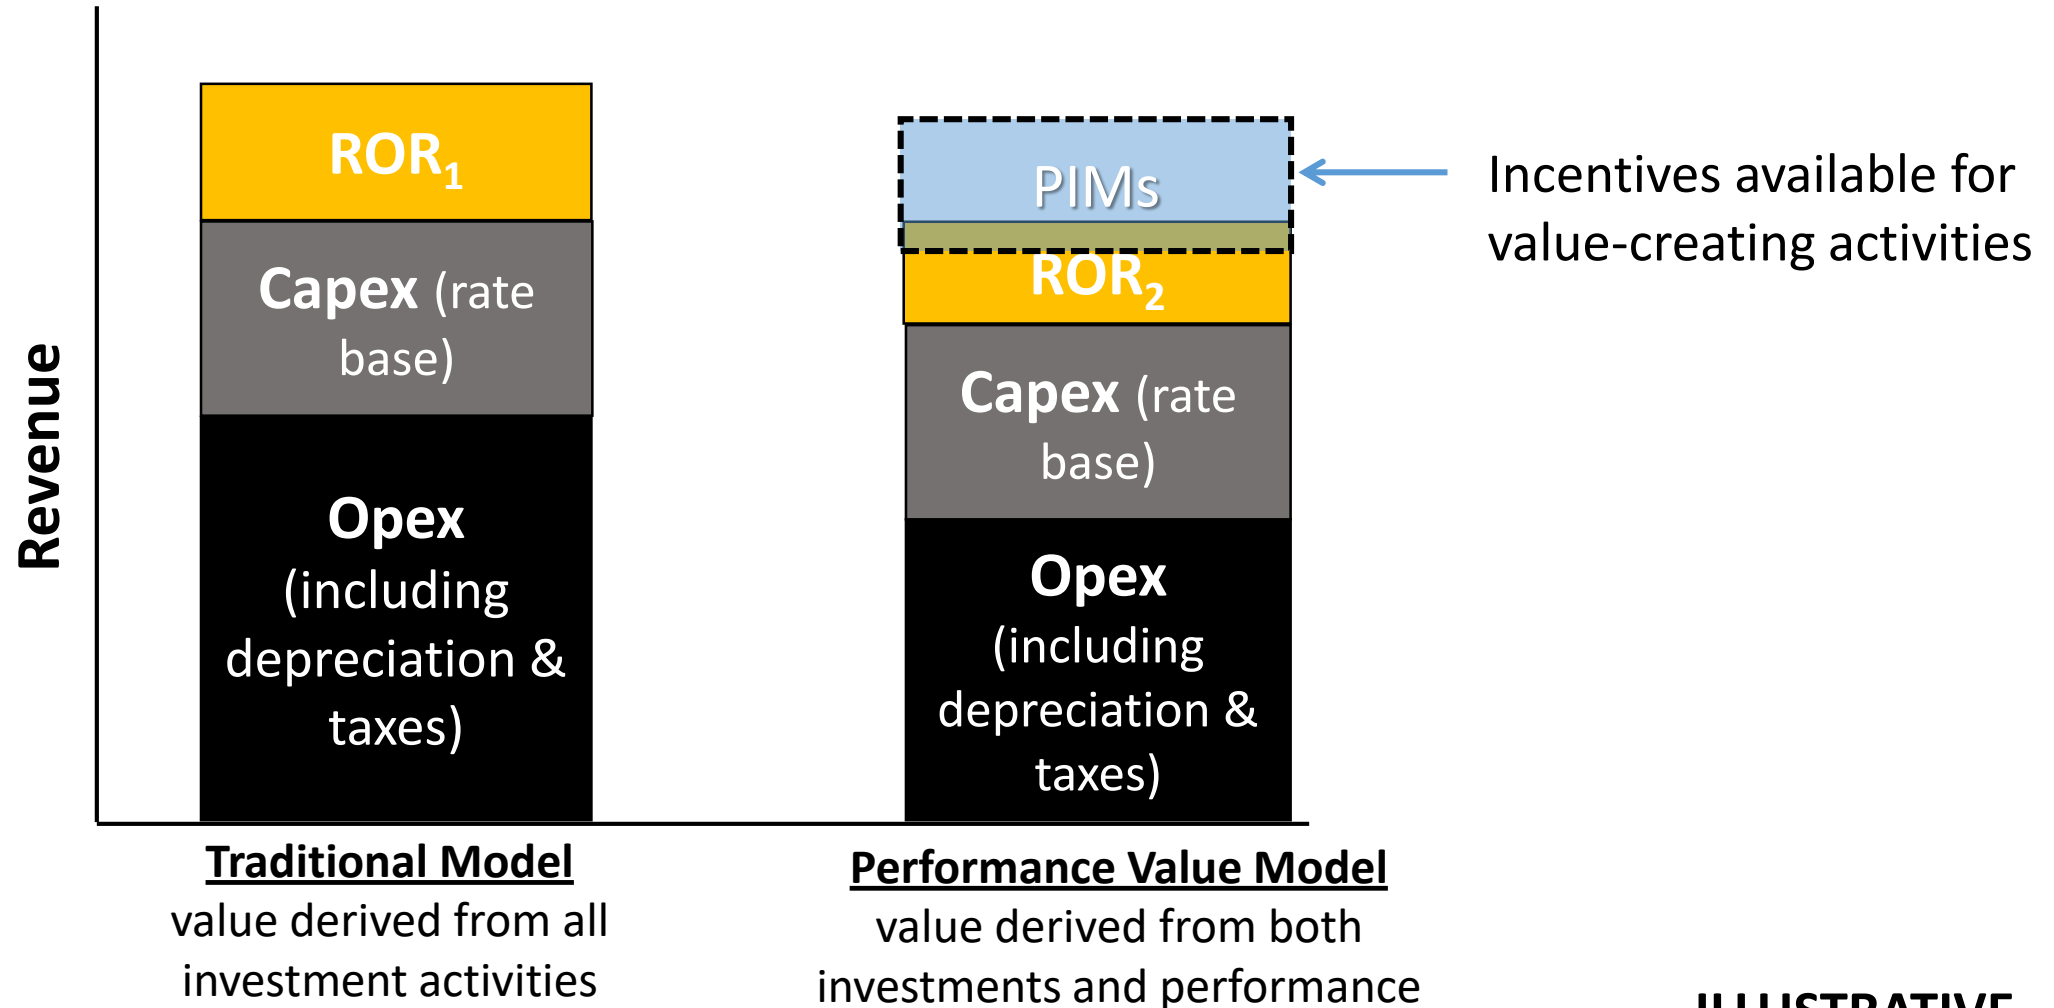 Revenue
ROR1
Capex (rate
base)
Opex
(including
depreciation &
taxes)
PIMs
ROR2
Capex (rate
base)
Opex
(including
depreciation &
taxes)
Incentives available for
value-creating activities
Traditional Model
value derived from all
investment activities
Performance Value Model
value derived from both
investments and performance
ILLUSTRATIVE